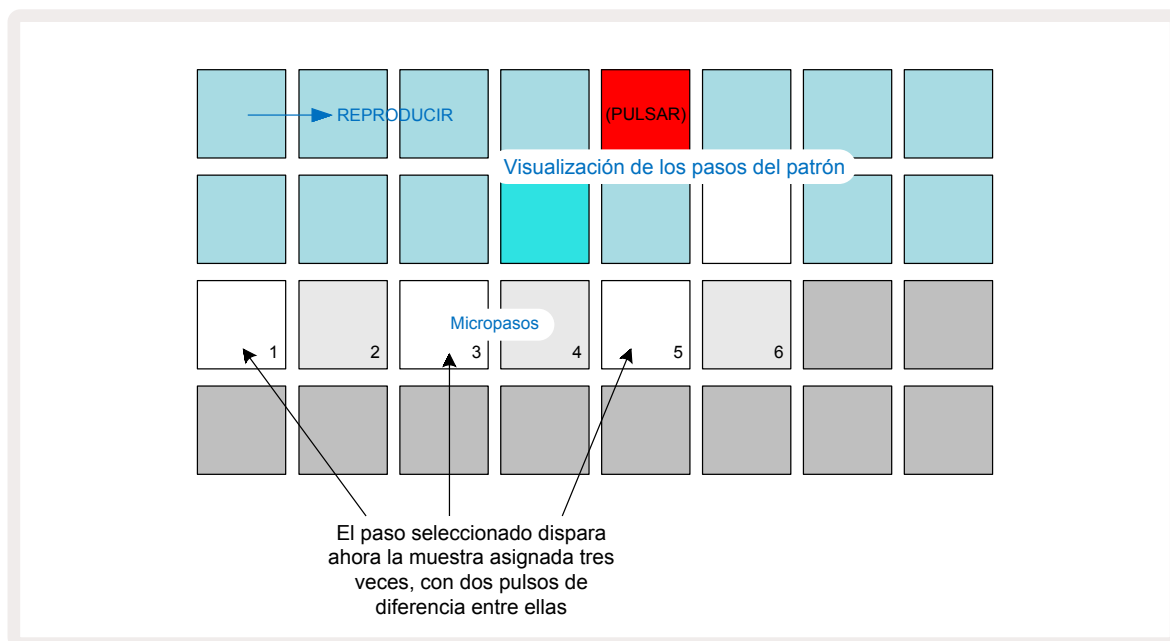 REPRODUCIR
(PULSAR)
Visualización de los pasos del patrón
Micropasos
1 2 3 4 5 6
El paso seleccionado dispara
ahora la muestra asignada tres
veces, con dos pulsos de
diferencia entre ellas